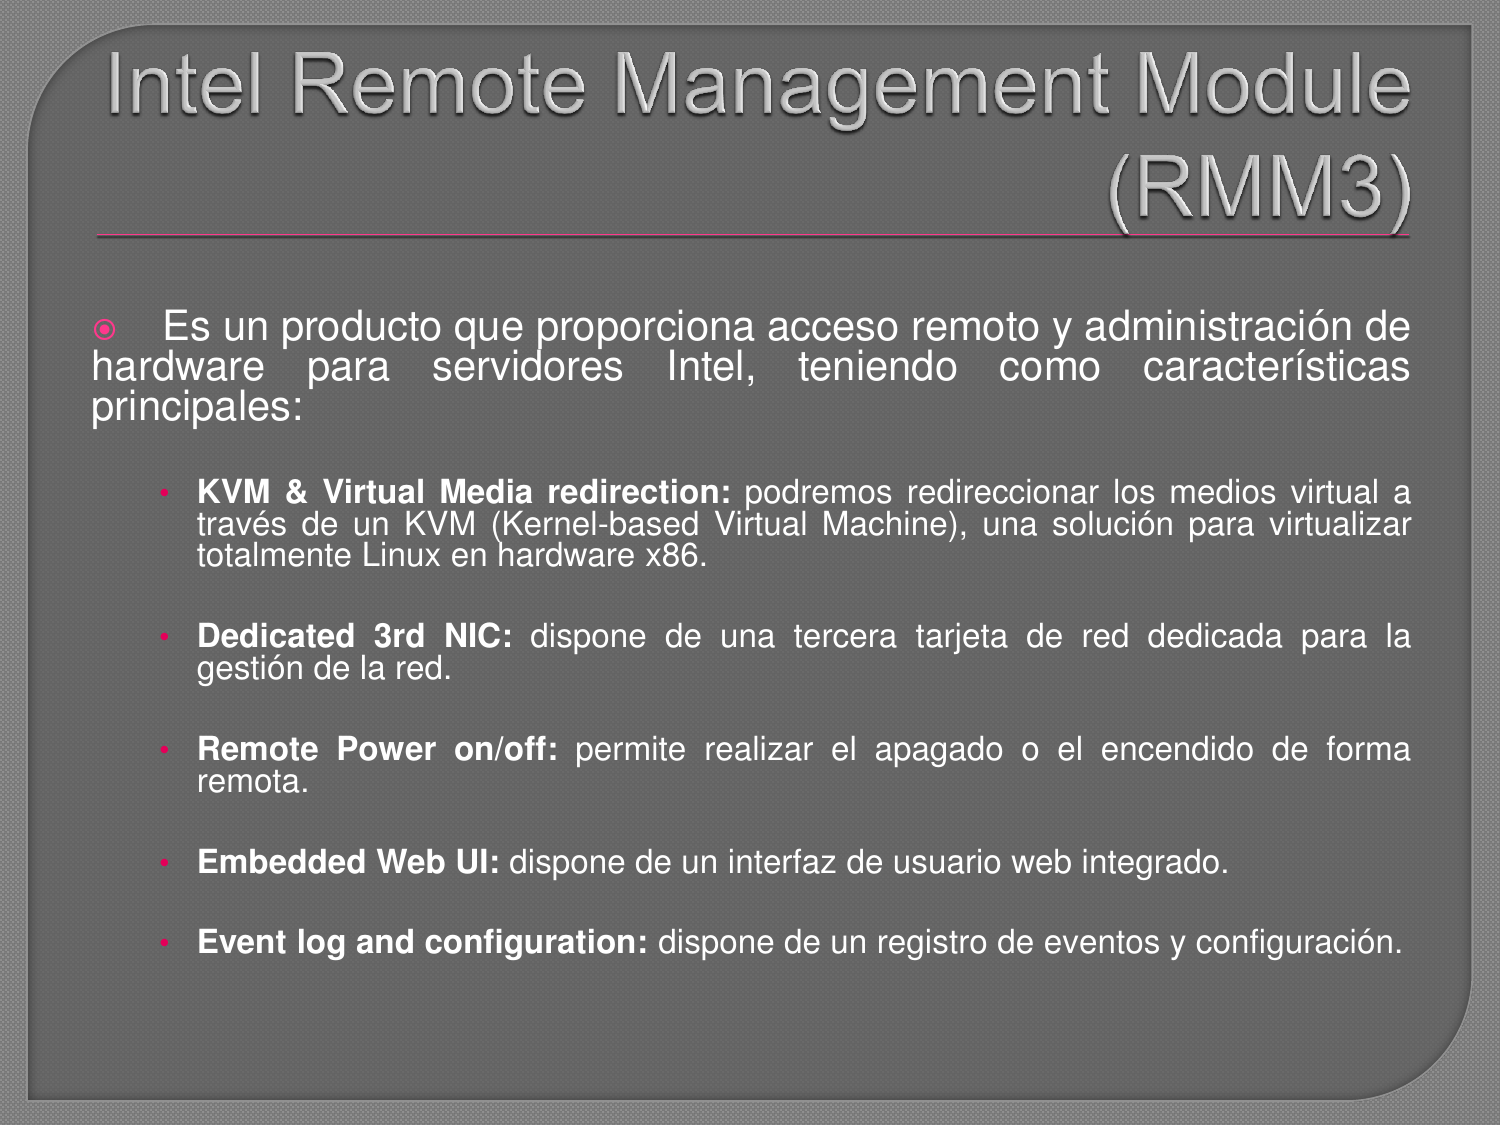 Intel Remote Management Module
(RMM3)
Es un producto que proporciona acceso remoto y administración de
hardware para servidores Intel, teniendo como características
principales:
• KVM & Virtual Media redirection: podremos redireccionar los medios virtual a
través de un KVM (Kernel-based Virtual Machine), una solución para virtualizar
totalmente Linux en hardware x86.
• Dedicated 3rd NIC: dispone de una tercera tarjeta de red dedicada para la
gestión de la red.
• Remote Power on/off: permite realizar el apagado o el encendido de forma
remota.
• Embedded Web UI: dispone de un interfaz de usuario web integrado.
• Event log and configuration: dispone de un registro de eventos y configuración.